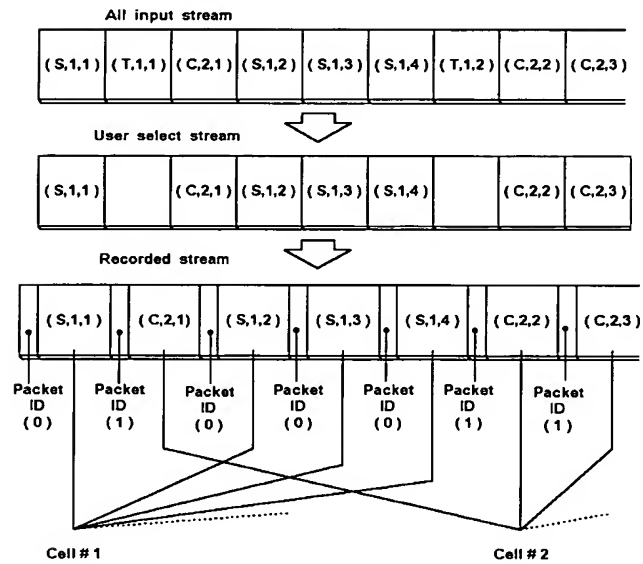 All input stream
( S,1,1 ) ( T,1,1 ) ( C,2,1 ) ( S,1,2 ) ( S,1,3 ) ( S,1,4 ) ( T,1,2 ) ( C,2,2 ) ( C,2,3 )
User select stream
( S,1,1 ) ( C,2,1 ) ( S,1,2 ) ( S,1,3 ) ( S,1,4 ) ( C,2,2 ) ( C,2,3 )
Recorded stream
( S,1,1 ) ( C,2,1 ) ( S,1,2 ) ( S,1,3 ) ( S,1,4 ) ( C,2,2 ) ( C,2,3 )
Packet ID ( 0 )
Packet ID ( 1 )
Packet ID ( 0 )
Packet ID ( 0 )
Packet ID ( 0 )
Packet ID ( 1 )
Packet ID ( 1 )
Cell # 1
Cell # 2